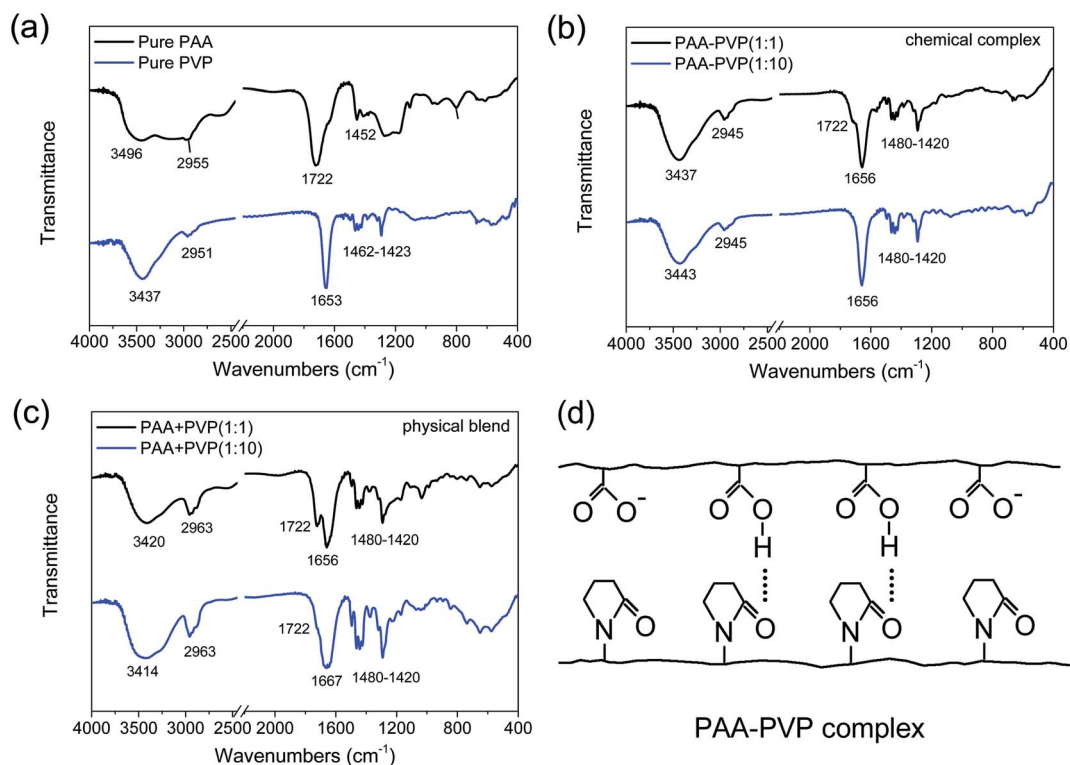 (a)
Pure PAA
Pure PVP
Transmittance
3496
2955
1722
1452
3437
2951
1653
1462-1423
4000 3500 3000 2500 1600 1200 800 400
Wavenumbers (cm⁻¹)
(b)
PAA-PVP(1:1)
PAA-PVP(1:10)
chemical complex
Transmittance
3437
2945
1722
1656
1480-1420
3443
2945
1656
1480-1420
4000 3500 3000 2500 1600 1200 800 400
Wavenumbers (cm⁻¹)
(c)
PAA+PVP(1:1)
PAA+PVP(1:10)
physical blend
Transmittance
3420
2963
1722
1656
1480-1420
3414
2963
1722
1667
1480-1420
4000 3500 3000 2500 1600 1200 800 400
Wavenumbers (cm⁻¹)
(d)
O O⁻ O O O O O O⁻
H H
O O O O
N N N N
PAA-PVP complex